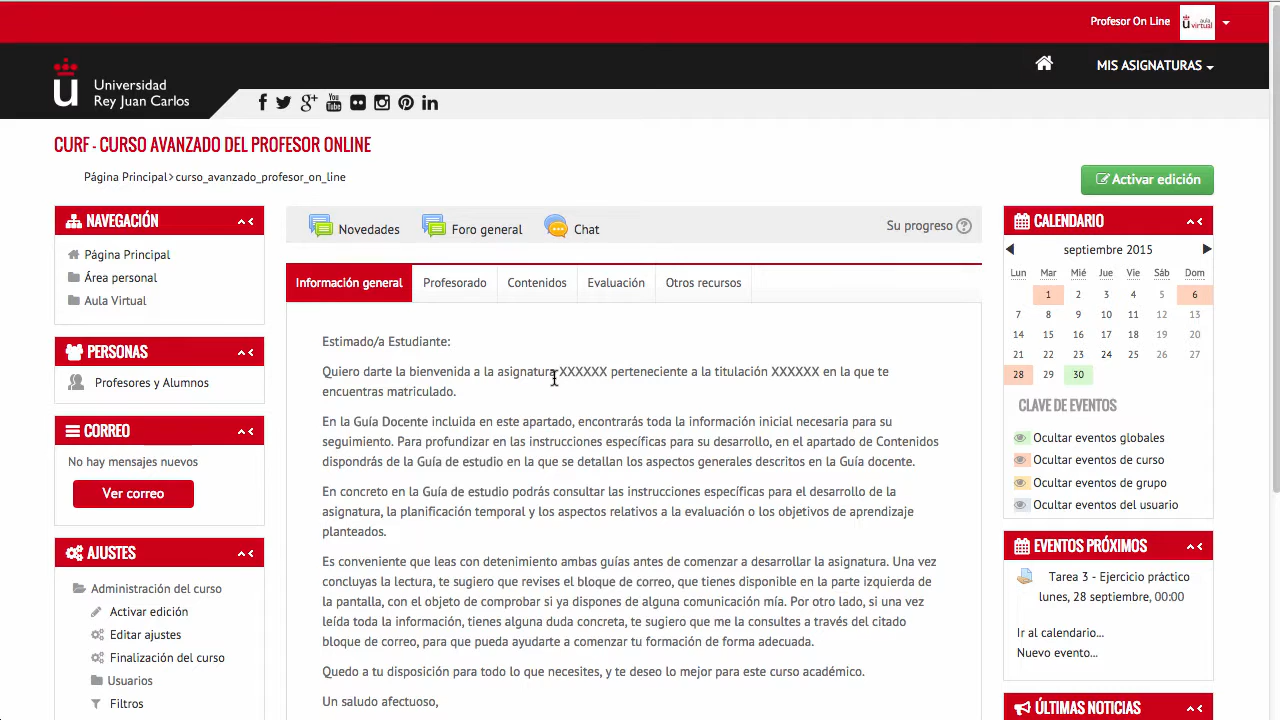 Profesor On Line
aula virtual
MIS ASIGNATURAS
Universidad
Rey Juan Carlos
CURF - CURSO AVANZADO DEL PROFESOR ONLINE
Página Principal > curso_avanzado_profesor_on_line
Activar edición
NAVEGACIÓN
Página Principal
Área personal
Aula Virtual
PERSONAS
Profesores y Alumnos
CORREO
No hay mensajes nuevos
Ver correo
AJUSTES
Administración del curso
Activar edición
Editar ajustes
Finalización del curso
Usuarios
Filtros
Novedades Foro general Chat Su progreso
Información general Profesorado Contenidos Evaluación Otros recursos
Estimado/a Estudiante:
Quiero darte la bienvenida a la asignatura XXXXXX perteneciente a la titulación XXXXXX en la que te
encuentras matriculado.
En la Guía Docente incluida en este apartado, encontrarás toda la información inicial necesaria para su
seguimiento. Para profundizar en las instrucciones específicas para su desarrollo, en el apartado de Contenidos
dispondrás de la Guía de estudio en la que se detallan los aspectos generales descritos en la Guía docente.
En concreto en la Guía de estudio podrás consultar las instrucciones específicas para el desarrollo de la
asignatura, la planificación temporal y los aspectos relativos a la evaluación o los objetivos de aprendizaje
planteados.
Es conveniente que leas con detenimiento ambas guías antes de comenzar a desarrollar la asignatura. Una vez
concluyas la lectura, te sugiero que revises el bloque de correo, que tienes disponible en la parte izquierda de
la pantalla, con el objeto de comprobar si ya dispones de alguna comunicación mía. Por otro lado, si una vez
leída toda la información, tienes alguna duda concreta, te sugiero que me la consultes a través del citado
bloque de correo, para que pueda ayudarte a comenzar tu formación de forma adecuada.
Quedo a tu disposición para todo lo que necesites, y te deseo lo mejor para este curso académico.
Un saludo afectuoso,
CALENDARIO
septiembre 2015
Lun Mar Mié Jue Vie Sáb Dom
1 2 3 4 5 6
7 8 9 10 11 12 13
14 15 16 17 18 19 20
21 22 23 24 25 26 27
28 29 30
CLAVE DE EVENTOS
Ocultar eventos globales
Ocultar eventos de curso
Ocultar eventos de grupo
Ocultar eventos del usuario
EVENTOS PRÓXIMOS
Tarea 3 - Ejercicio práctico
lunes, 28 septiembre, 00:00
Ir al calendario...
Nuevo evento...
ÚLTIMAS NOTICIAS